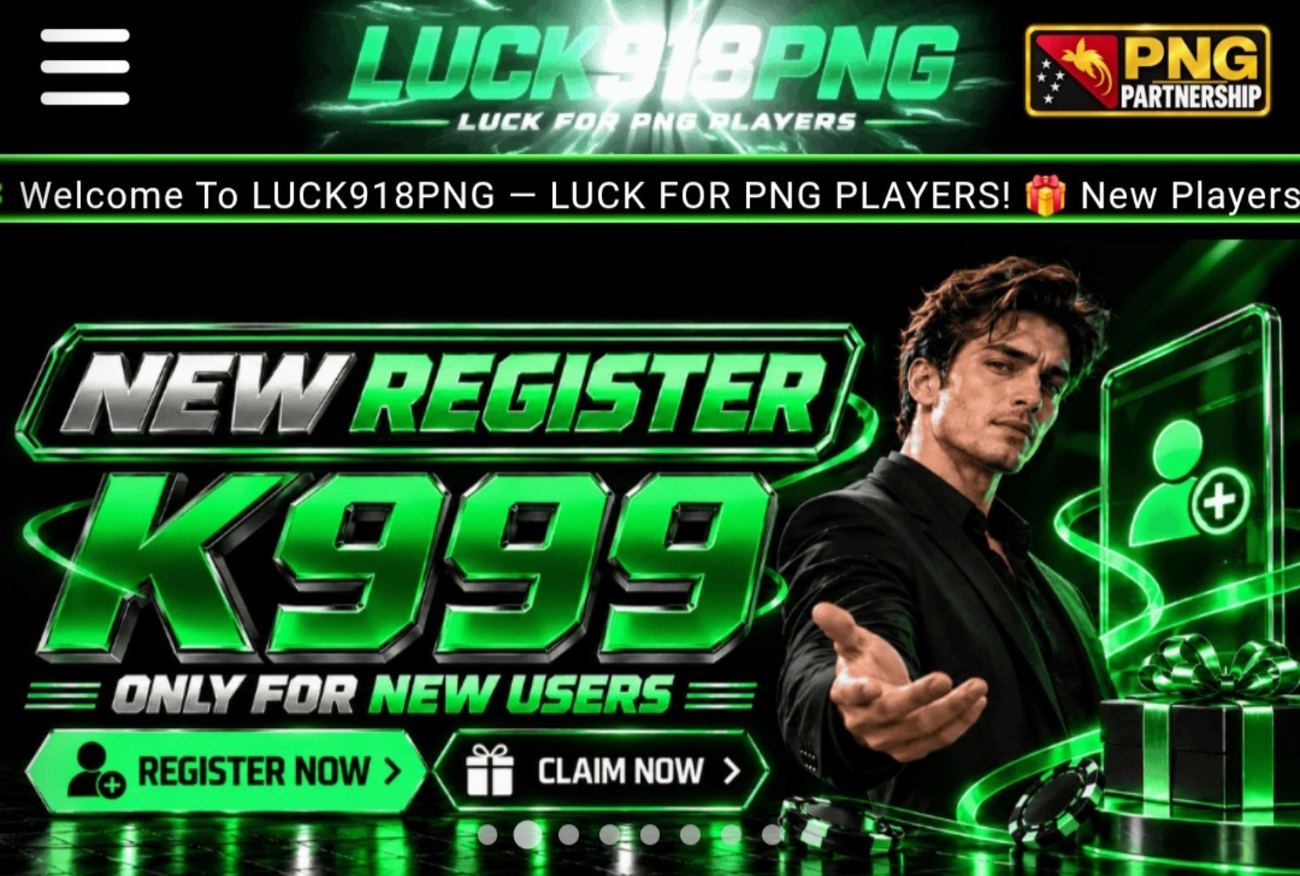 LUCK918PNG
LUCK FOR PNG PLAYERS
PNG
PARTNERSHIP
Welcome To LUCK918PNG — LUCK FOR PNG PLAYERS! 🎁 New Players
NEW REGISTER
K999
ONLY FOR NEW USERS
REGISTER NOW >
CLAIM NOW >